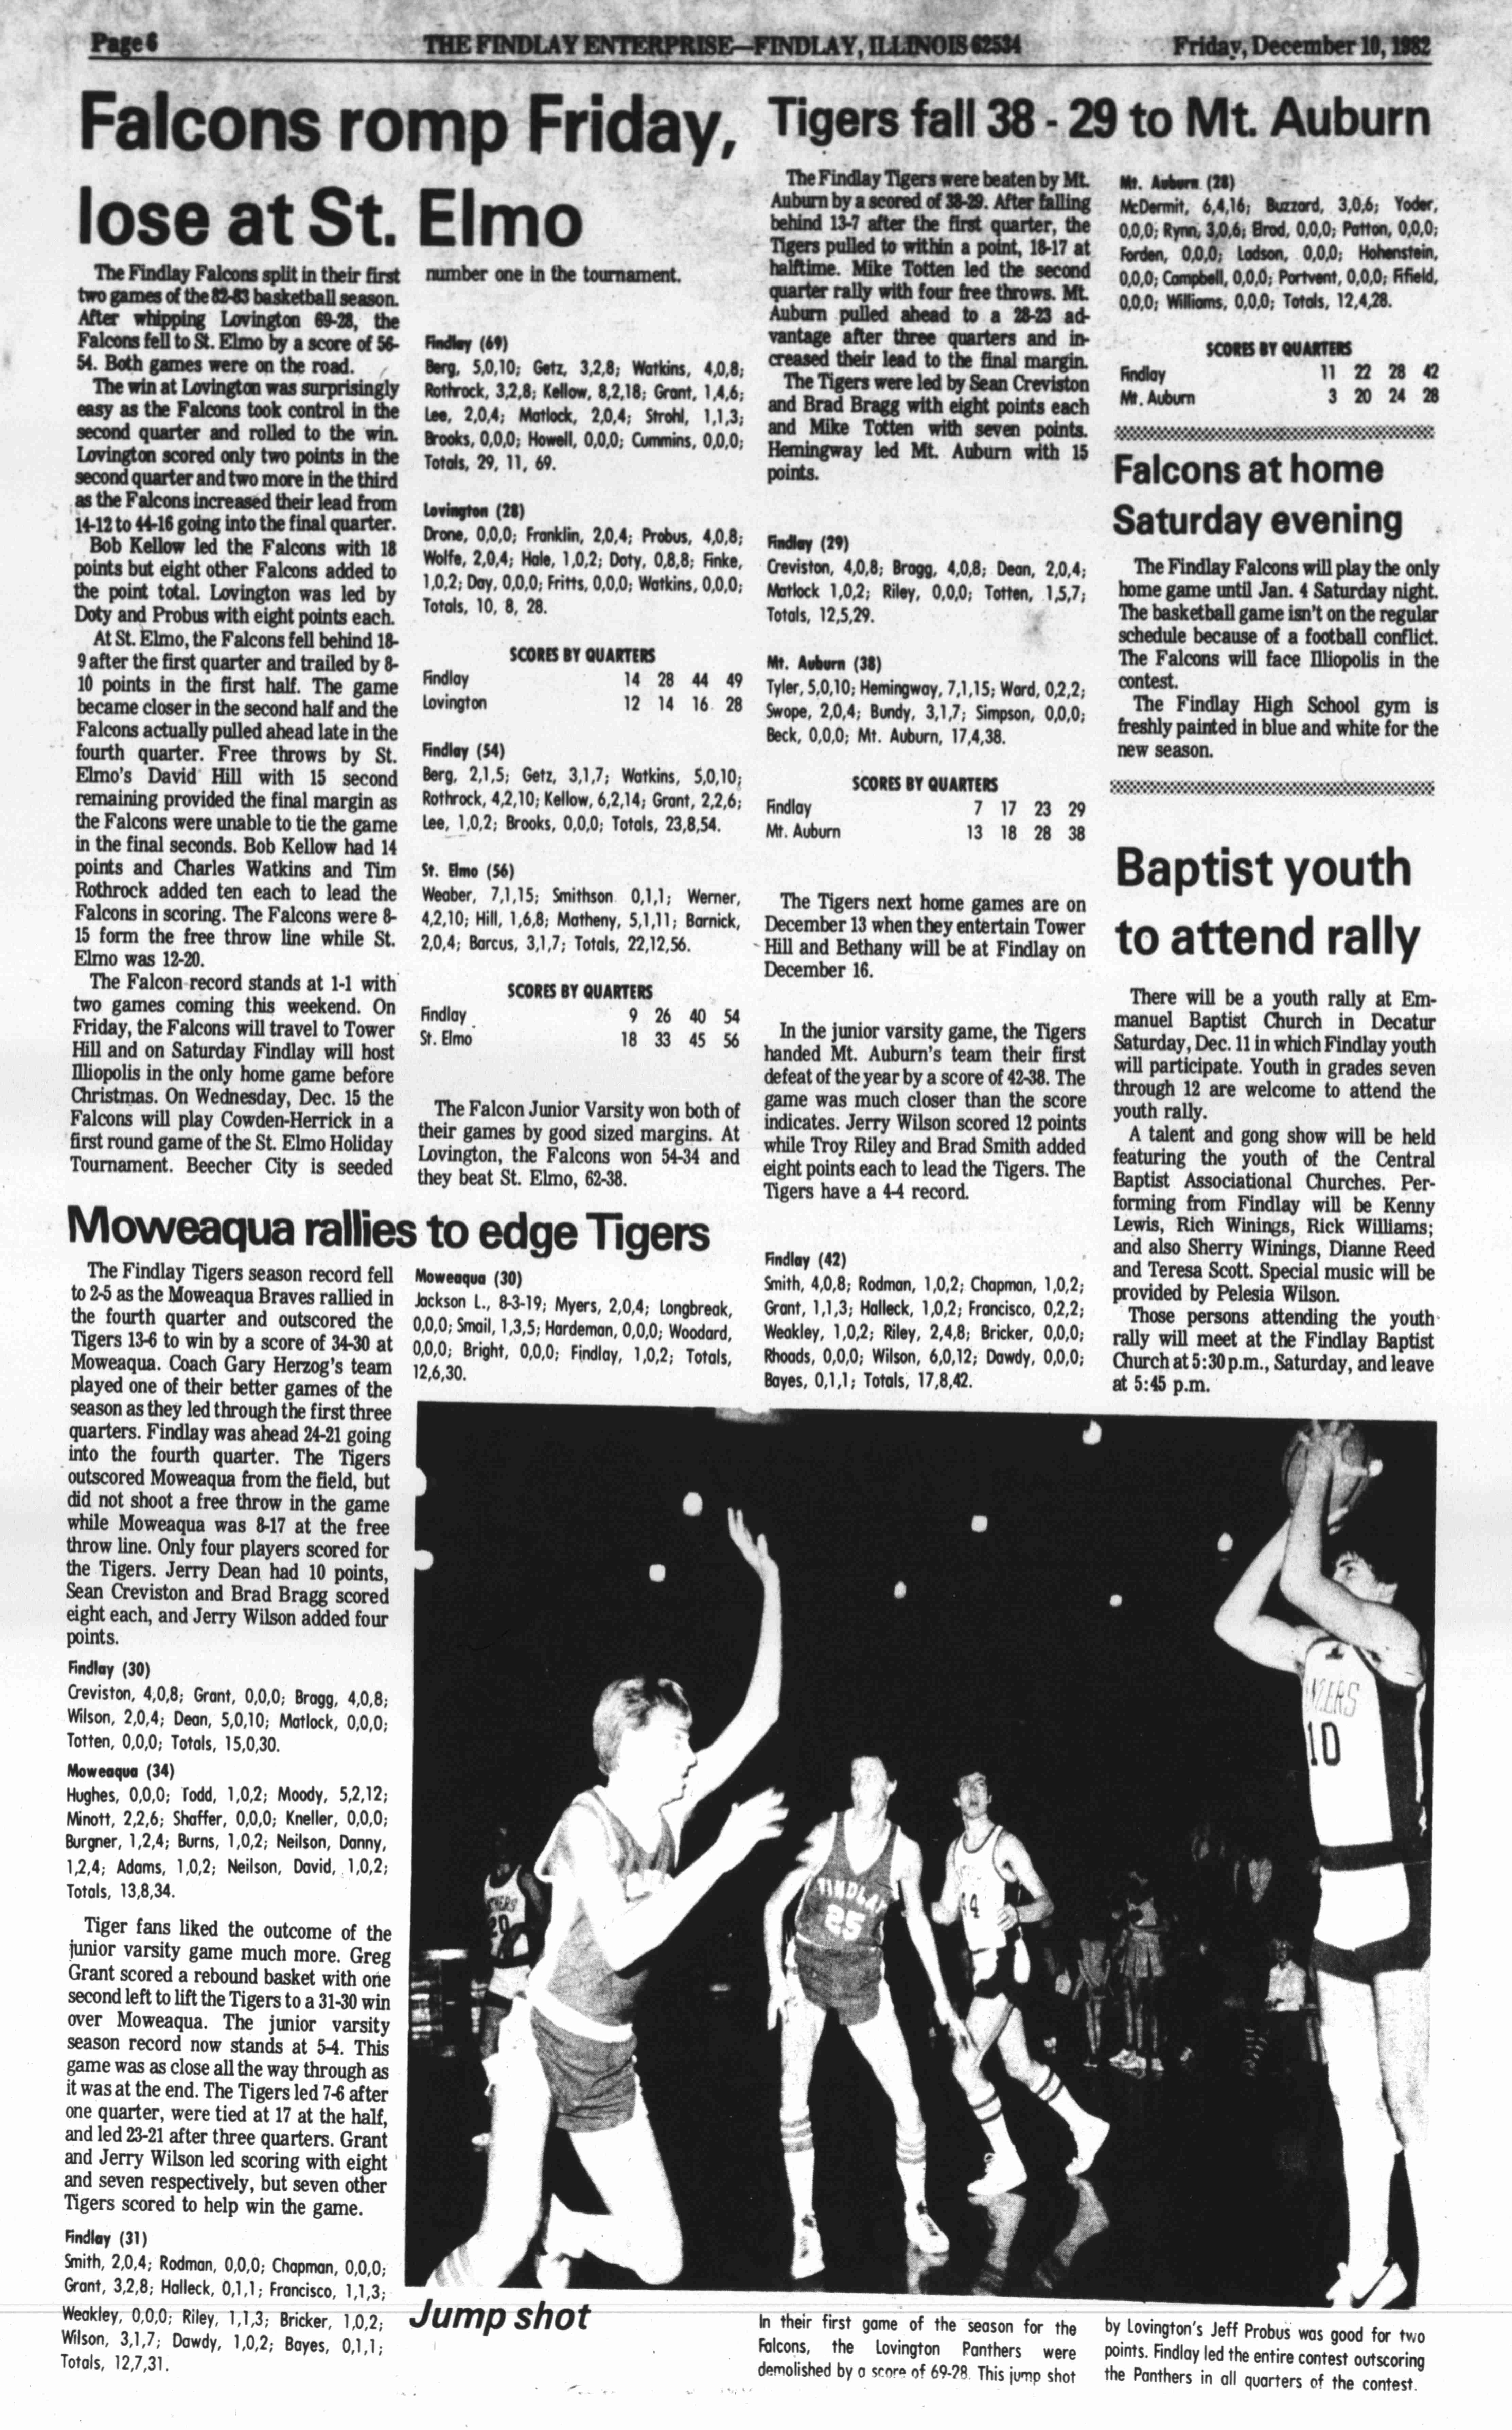 Page 6
THE FINDLAY ENTERPRISE—FINDLAY, ILLINOIS 62534
Friday, December 10, 1982
Falcons romp Friday,
lose at St. Elmo
The Findlay Falcons split in their first
two games of the 82-83 basketball season.
After whipping Lovington 69-28, the
Falcons fell to St. Elmo by a score of 56-
54. Both games were on the road.
The win at Lovington was surprisingly
easy as the Falcons took control in the
second quarter and rolled to the win.
Lovington scored only two points in the
second quarter and two more in the third
as the Falcons increased their lead from
14-12 to 44-16 going into the final quarter.
Bob Kellow led the Falcons with 18
points but eight other Falcons added to
the point total. Lovington was led by
Doty and Probus with eight points each.
At St. Elmo, the Falcons fell behind 18-
9 after the first quarter and trailed by 8-
10 points in the first half. The game
became closer in the second half and the
Falcons actually pulled ahead late in the
fourth quarter. Free throws by St.
Elmo's David Hill with 15 second
remaining provided the final margin as
the Falcons were unable to tie the game
in the final seconds. Bob Kellow had 14
points and Charles Watkins and Tim
Rothrock added ten each to lead the
Falcons in scoring. The Falcons were 8-
15 form the free throw line while St.
Elmo was 12-20.
The Falcon record stands at 1-1 with
two games coming this weekend. On
Friday, the Falcons will travel to Tower
Hill and on Saturday Findlay will host
Illiopolis in the only home game before
Christmas. On Wednesday, Dec. 15 the
Falcons will play Cowden-Herrick in a
first round game of the St. Elmo Holiday
Tournament. Beecher City is seeded
number one in the tournament.
Findlay (69)
Berg, 5,0,10; Getz, 3,2,8; Watkins, 4,0,8;
Rothrock, 3,2,8; Kellow, 8,2,18; Grant, 1,4,6;
Lee, 2,0,4; Matlock, 2,0,4; Strohl, 1,1,3;
Brooks, 0,0,0; Howell, 0,0,0; Cummins, 0,0,0;
Totals, 29, 11, 69.
Lovington (28)
Drone, 0,0,0; Franklin, 2,0,4; Probus, 4,0,8;
Wolfe, 2,0,4; Hale, 1,0,2; Doty, 0,8,8; Finke,
1,0,2; Day, 0,0,0; Fritts, 0,0,0; Watkins, 0,0,0;
Totals, 10, 8, 28.
SCORES BY QUARTERS
Findlay 14 28 44 49
Lovington 12 14 16 28
Findlay (54)
Berg, 2,1,5; Getz, 3,1,7; Watkins, 5,0,10;
Rothrock, 4,2,10; Kellow, 6,2,14; Grant, 2,2,6;
Lee, 1,0,2; Brooks, 0,0,0; Totals, 23,8,54.
St. Elmo (56)
Weaber, 7,1,15; Smithson 0,1,1; Werner,
4,2,10; Hill, 1,6,8; Matheny, 5,1,11; Barnick,
2,0,4; Barcus, 3,1,7; Totals, 22,12,56.
SCORES BY QUARTERS
Findlay 9 26 40 54
St. Elmo 18 33 45 56
The Falcon Junior Varsity won both of
their games by good sized margins. At
Lovington, the Falcons won 54-34 and
they beat St. Elmo, 62-38.
Tigers fall 38 - 29 to Mt. Auburn
The Findlay Tigers were beaten by Mt.
Auburn by a scored of 38-29. After falling
behind 13-7 after the first quarter, the
Tigers pulled to within a point, 18-17 at
halftime. Mike Totten led the second
quarter rally with four free throws. Mt.
Auburn pulled ahead to a 28-23 ad-
vantage after three quarters and in-
creased their lead to the final margin.
The Tigers were led by Sean Creviston
and Brad Bragg with eight points each
and Mike Totten with seven points.
Hemingway led Mt. Auburn with 15
points.
Findlay (29)
Creviston, 4,0,8; Bragg, 4,0,8; Dean, 2,0,4;
Matlock 1,0,2; Riley, 0,0,0; Totten, 1,5,7;
Totals, 12,5,29.
Mt. Auburn (38)
Tyler, 5,0,10; Hemingway, 7,1,15; Ward, 0,2,2;
Swope, 2,0,4; Bundy, 3,1,7; Simpson, 0,0,0;
Beck, 0,0,0; Mt. Auburn, 17,4,38.
SCORES BY QUARTERS
Findlay 7 17 23 29
Mt. Auburn 13 18 28 38
The Tigers next home games are on
December 13 when they entertain Tower
Hill and Bethany will be at Findlay on
December 16.
In the junior varsity game, the Tigers
handed Mt. Auburn's team their first
defeat of the year by a score of 42-38. The
game was much closer than the score
indicates. Jerry Wilson scored 12 points
while Troy Riley and Brad Smith added
eight points each to lead the Tigers. The
Tigers have a 4-4 record.
Findlay (42)
Smith, 4,0,8; Rodman, 1,0,2; Chapman, 1,0,2;
Grant, 1,1,3; Halleck, 1,0,2; Francisco, 0,2,2;
Weakley, 1,0,2; Riley, 2,4,8; Bricker, 0,0,0;
Rhoads, 0,0,0; Wilson, 6,0,12; Dawdy, 0,0,0;
Bayes, 0,1,1; Totals, 17,8,42.
Mt. Auburn (28)
McDermit, 6,4,16; Buzzard, 3,0,6; Yoder,
0,0,0; Rynn, 3,0,6; Brod, 0,0,0; Patton, 0,0,0;
Forden, 0,0,0; Ladson, 0,0,0; Hohenstein,
0,0,0; Campbell, 0,0,0; Portvent, 0,0,0; Fifield,
0,0,0; Williams, 0,0,0; Totals, 12,4,28.
SCORES BY QUARTERS
Findlay 11 22 28 42
Mt. Auburn 3 20 24 28
Falcons at home
Saturday evening
The Findlay Falcons will play the only
home game until Jan. 4 Saturday night.
The basketball game isn't on the regular
schedule because of a football conflict.
The Falcons will face Illiopolis in the
contest.
The Findlay High School gym is
freshly painted in blue and white for the
new season.
Baptist youth
to attend rally
There will be a youth rally at Em-
manuel Baptist Church in Decatur
Saturday, Dec. 11 in which Findlay youth
will participate. Youth in grades seven
through 12 are welcome to attend the
youth rally.
A talent and gong show will be held
featuring the youth of the Central
Baptist Associational Churches. Per-
forming from Findlay will be Kenny
Lewis, Rich Winings, Rick Williams;
and also Sherry Winings, Dianne Reed
and Teresa Scott. Special music will be
provided by Pelesia Wilson.
Those persons attending the youth
rally will meet at the Findlay Baptist
Church at 5:30 p.m., Saturday, and leave
at 5:45 p.m.
Moweaqua rallies to edge Tigers
The Findlay Tigers season record fell
to 2-5 as the Moweaqua Braves rallied in
the fourth quarter and outscored the
Tigers 13-6 to win by a score of 34-30 at
Moweaqua. Coach Gary Herzog's team
played one of their better games of the
season as they led through the first three
quarters. Findlay was ahead 24-21 going
into the fourth quarter. The Tigers
outscored Moweaqua from the field, but
did not shoot a free throw in the game
while Moweaqua was 8-17 at the free
throw line. Only four players scored for
the Tigers. Jerry Dean had 10 points,
Sean Creviston and Brad Bragg scored
eight each, and Jerry Wilson added four
points.
Findlay (30)
Creviston, 4,0,8; Grant, 0,0,0; Bragg, 4,0,8;
Wilson, 2,0,4; Dean, 5,0,10; Matlock, 0,0,0;
Totten, 0,0,0; Totals, 15,0,30.
Moweaqua (34)
Hughes, 0,0,0; Todd, 1,0,2; Moody, 5,2,12;
Minott, 2,2,6; Shaffer, 0,0,0; Kneller, 0,0,0;
Burgner, 1,2,4; Burns, 1,0,2; Neilson, Danny,
1,2,4; Adams, 1,0,2; Neilson, David, 1,0,2;
Totals, 13,8,34.
Tiger fans liked the outcome of the
junior varsity game much more. Greg
Grant scored a rebound basket with one
second left to lift the Tigers to a 31-30 win
over Moweaqua. The junior varsity
season record now stands at 5-4. This
game was as close all the way through as
it was at the end. The Tigers led 7-6 after
one quarter, were tied at 17 at the half,
and led 23-21 after three quarters. Grant
and Jerry Wilson led scoring with eight
and seven respectively, but seven other
Tigers scored to help win the game.
Findlay (31)
Smith, 2,0,4; Rodman, 0,0,0; Chapman, 0,0,0;
Grant, 3,2,8; Halleck, 0,1,1; Francisco, 1,1,3;
Weakley, 0,0,0; Riley, 1,1,3; Bricker, 1,0,2;
Wilson, 3,1,7; Dawdy, 1,0,2; Bayes, 0,1,1;
Totals, 12,7,31.
Moweaqua (30)
Jackson L., 8-3-19; Myers, 2,0,4; Longbreak,
0,0,0; Smail, 1,3,5; Hardeman, 0,0,0; Woodard,
0,0,0; Bright, 0,0,0; Findlay, 1,0,2; Totals,
12,6,30.
10
FINDLAY
25
44
20
Jump shot
In their first game of the season for the
Falcons, the Lovington Panthers were
demolished by a score of 69-28. This jump shot
by Lovington's Jeff Probus was good for two
points. Findlay led the entire contest outscoring
the Panthers in all quarters of the contest.